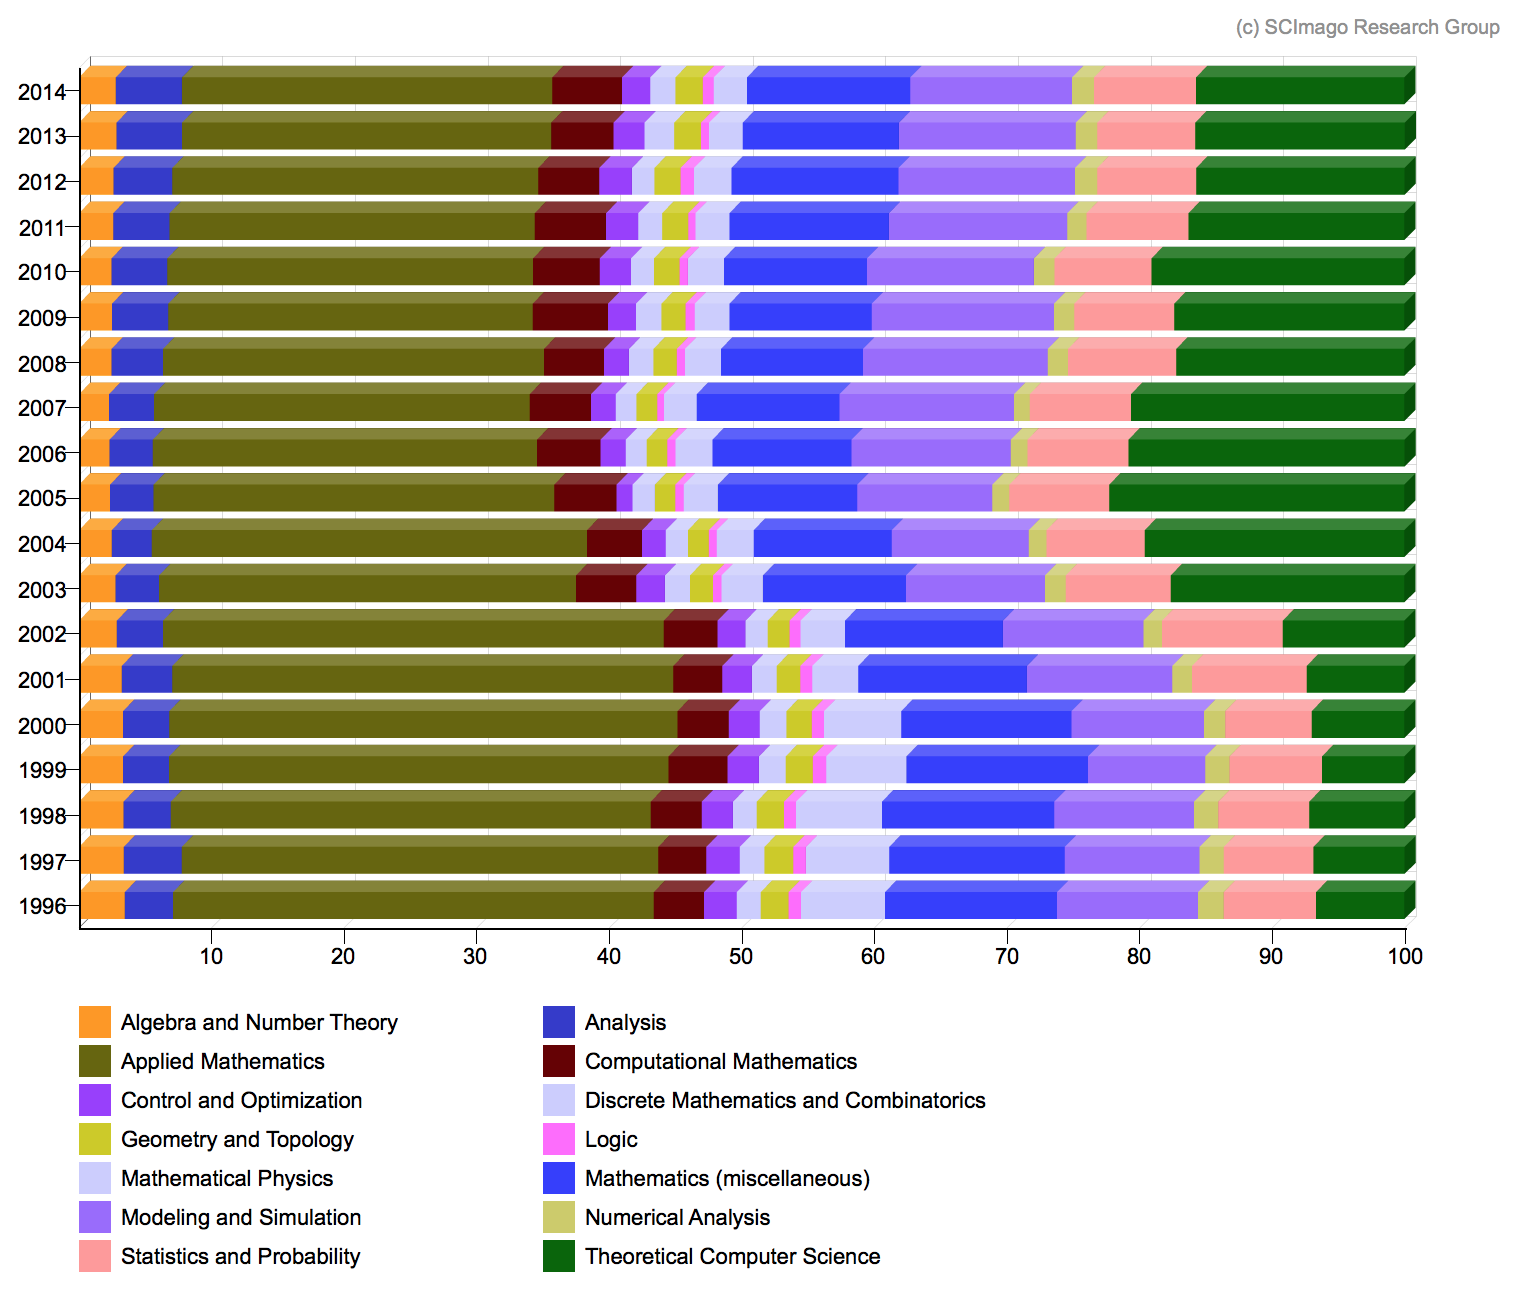 (c) SCImago Research Group
2014
2013
2012
2011
2010
2009
2008
2007
2006
2005
2004
2003
2002
2001
2000
1999
1998
1997
1996
10 20 30 40 50 60 70 80 90 100
Algebra and Number Theory Analysis
Applied Mathematics Computational Mathematics
Control and Optimization Discrete Mathematics and Combinatorics
Geometry and Topology Logic
Mathematical Physics Mathematics (miscellaneous)
Modeling and Simulation Numerical Analysis
Statistics and Probability Theoretical Computer Science